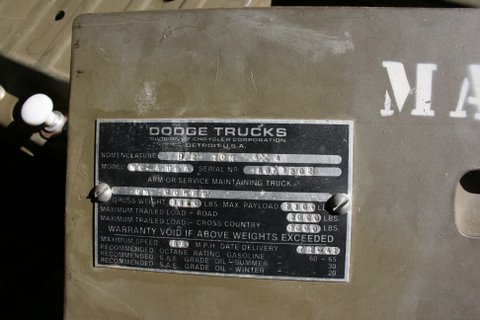 MA
DODGE TRUCKS
DIVISION OF CHRYSLER CORPORATION
DETROIT, U.S.A.
NOMENCLATURE
MODEL SERIAL NO
ARM OR SERVICE MAINTAINING TRUCK
GROSS WEIGHT MAX. PAYLOAD LBS.
MAXIMUM TRAILED LOAD - ROAD LBS.
MAXIMUM TRAILED LOAD - CROSS COUNTRY LBS.
WARRANTY VOID IF ABOVE WEIGHTS EXCEEDED
MAXIMUM SPEED M.P.H. DATE DELIVERY
RECOMMENDED OCTANE RATING GASOLINE - 60 - 65
RECOMMENDED S.A.E. GRADE OIL - SUMMER - 30
RECOMMENDED S.A.E. GRADE OIL - WINTER - 20